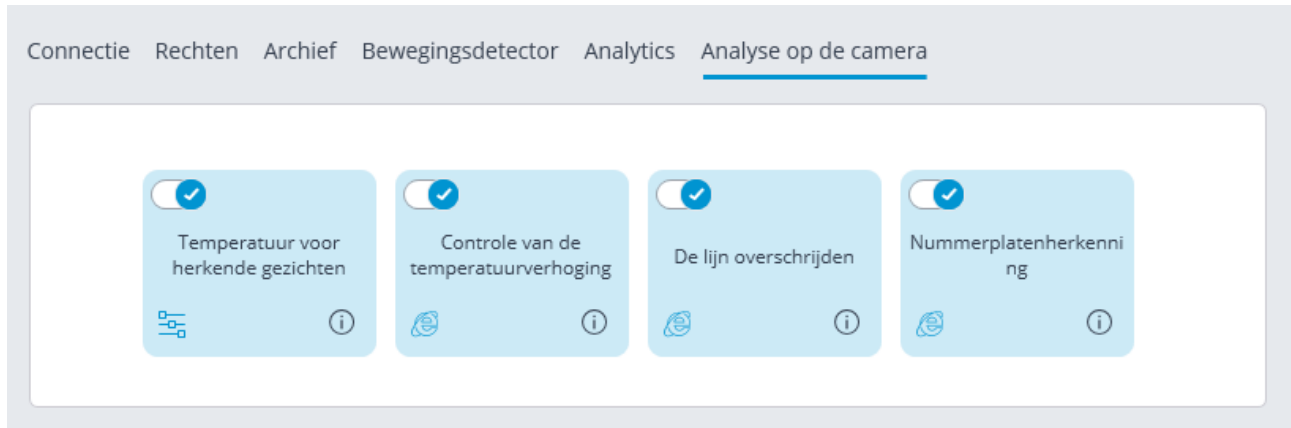 Connectie Rechten Archief Bewegingsdetector Analytics Analyse op de camera
Temperatuur voor
herkende gezichten
Controle van de
temperatuurverhoging
De lijn overschrijden
Nummerplatenherkenni
ng